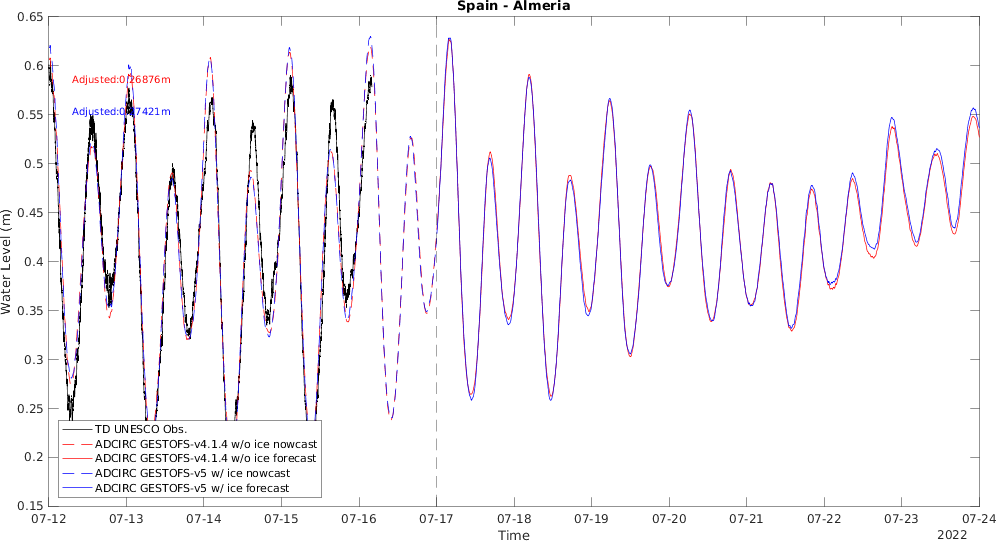 Spain - Almeria
0.65
0.6
0.55
0.5
0.45
0.4
0.35
0.3
0.25
0.2
0.15
Water Level (m)
TD UNESCO Obs.
ADCIRC GESTOFS-v4.1.4 w/o ice nowcast
ADCIRC GESTOFS-v4.1.4 w/o ice forecast
ADCIRC GESTOFS-v5 w/ ice nowcast
ADCIRC GESTOFS-v5 w/ ice forecast
07-12 07-13 07-14 07-15 07-16 07-17 07-18 07-19 07-20 07-21 07-22 07-23 07-24
Time
2022